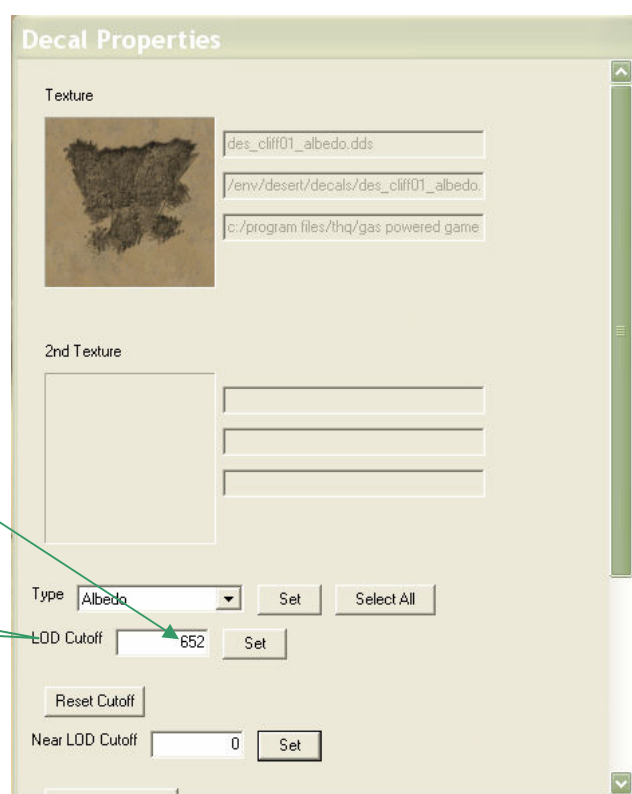 Decal Properties
Texture
des_cliff01_albedo.dds
/env/desert/decals/des_cliff01_albedo.
c:/program files/thq/gas powered game
2nd Texture
Type Albedo Set Select All
LOD Cutoff 652 Set
Reset Cutoff
Near LOD Cutoff 0 Set